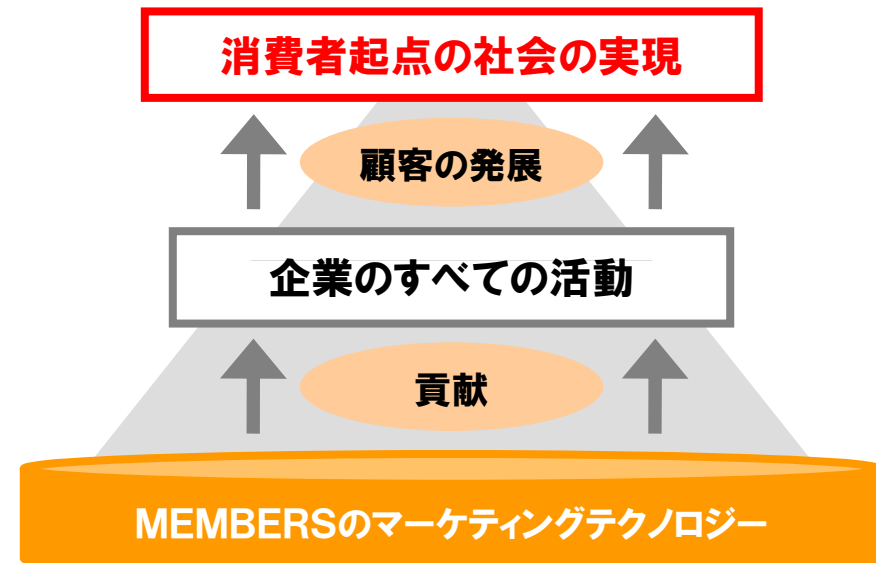 消費者起点の社会の実現
顧客の発展
企業のすべての活動
貢献
MEMBERSのマーケティングテクノロジー